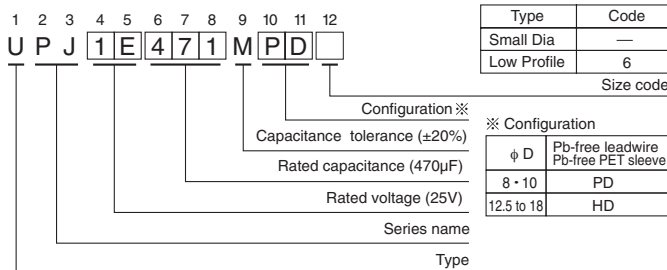 1 2 3 4 5 6 7 8 9 10 11 12
U P J 1 E 4 7 1 M P D
Type Code
Small Dia —
Low Profile 6
Size code
Configuration※
Capacitance tolerance (±20%)
Rated capacitance (470µF)
Rated voltage (25V)
Series name
Type
※ Configuration
ϕ D Pb-free leadwire
Pb-free PET sleeve
8 • 10 PD
12.5 to 18 HD